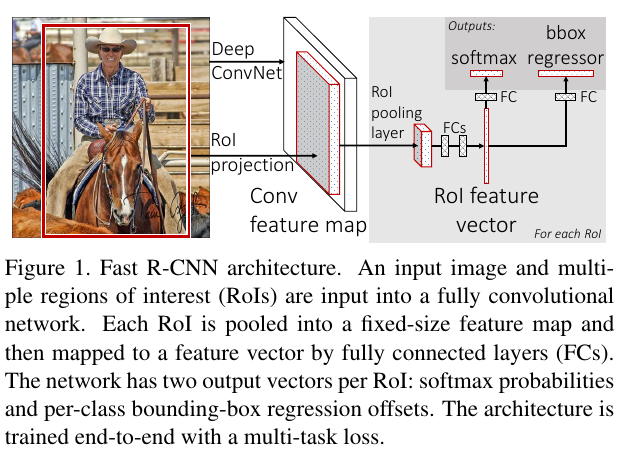 Outputs:
bbox
softmax regressor
Deep
ConvNet
FC
FC
RoI
pooling
layer
FCs
RoI
projection
Conv
feature map
RoI feature
vector
For each RoI
Figure 1. Fast R-CNN architecture. An input image and multi-
ple regions of interest (RoIs) are input into a fully convolutional
network. Each RoI is pooled into a fixed-size feature map and
then mapped to a feature vector by fully connected layers (FCs).
The network has two output vectors per RoI: softmax probabilities
and per-class bounding-box regression offsets. The architecture is
trained end-to-end with a multi-task loss.